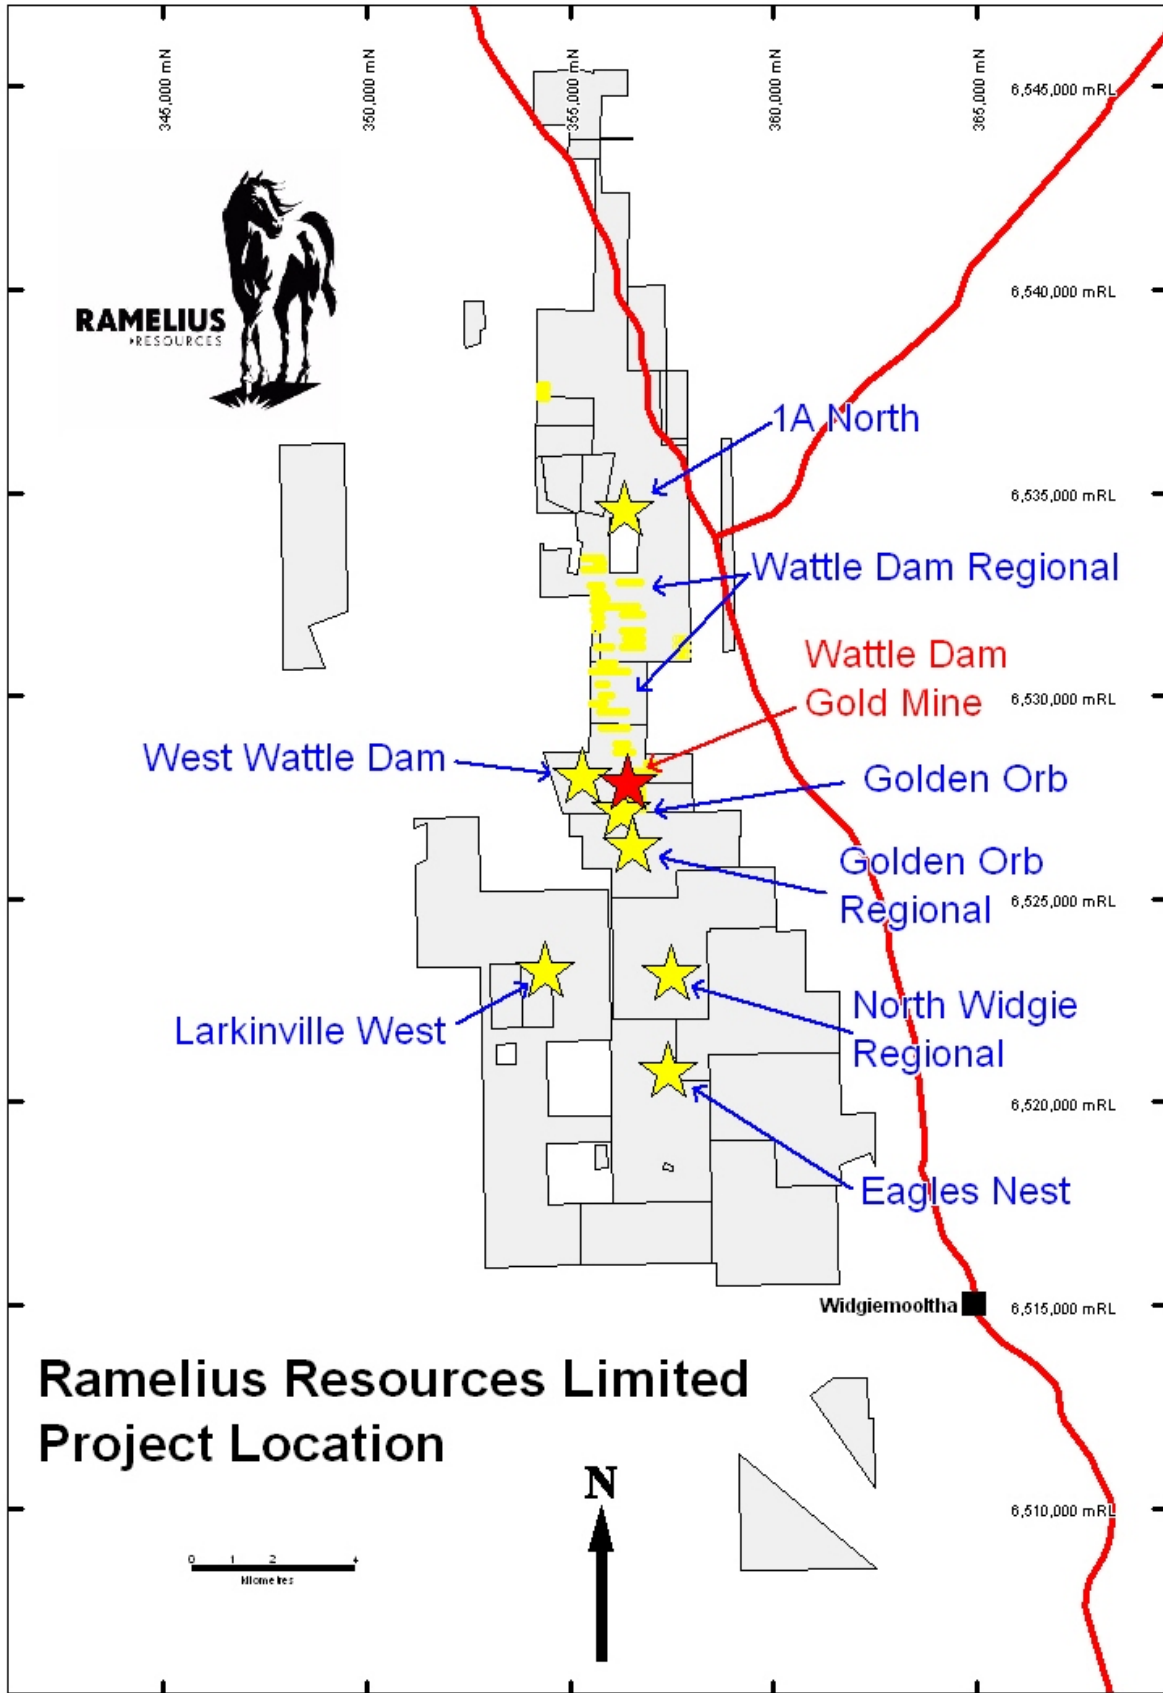 345,000 mN
350,000 mN
355,000 mN
360,000 mN
365,000 mN
6,545,000 mRL
RAMELIUS
RESOURCES
6,540,000 mRL
1A North
6,535,000 mRL
Wattle Dam Regional
Wattle Dam
Gold Mine
6,530,000 mRL
West Wattle Dam
Golden Orb
Golden Orb
Regional
6,525,000 mRL
Larkinville West
North Widgie
Regional
6,520,000 mRL
Eagles Nest
Widgiemooltha
6,515,000 mRL
Ramelius Resources Limited
Project Location
N
6,510,000 mRL
0 1 2 4
kilometres